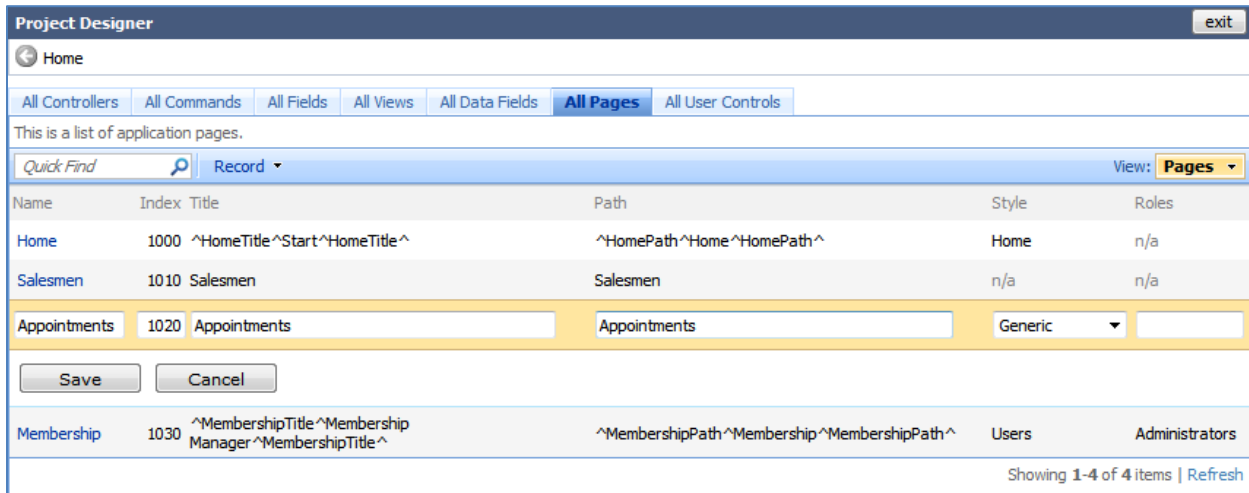 Project Designer exit
Home
All Controllers All Commands All Fields All Views All Data Fields All Pages All User Controls
This is a list of application pages.
Quick Find Record View: Pages
Name Index Title Path Style Roles
Home 1000 ^HomeTitle^Start^HomeTitle^ ^HomePath^Home^HomePath^ Home n/a
Salesmen 1010 Salesmen Salesmen n/a n/a
Appointments 1020 Appointments Appointments Generic
Save Cancel
Membership 1030 ^MembershipTitle^Membership
Manager^MembershipTitle^ ^MembershipPath^Membership^MembershipPath^ Users Administrators
Showing 1-4 of 4 items | Refresh